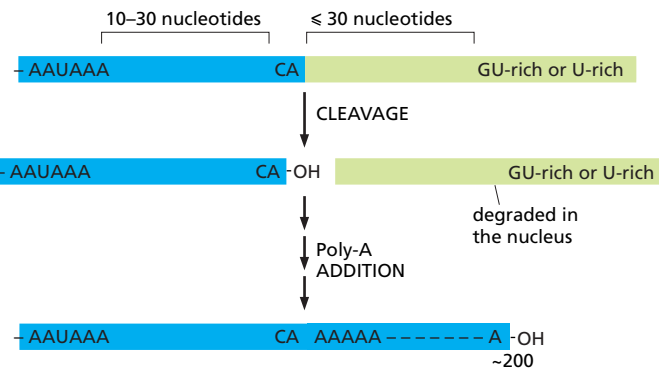 10–30 nucleotides ⩽ 30 nucleotides
– AAUAAA CA GU-rich or U-rich
CLEAVAGE
– AAUAAA CA -OH GU-rich or U-rich
degraded in
the nucleus
Poly-A
ADDITION
– AAUAAA CA AAAAA – – – – – – – A -OH
~200